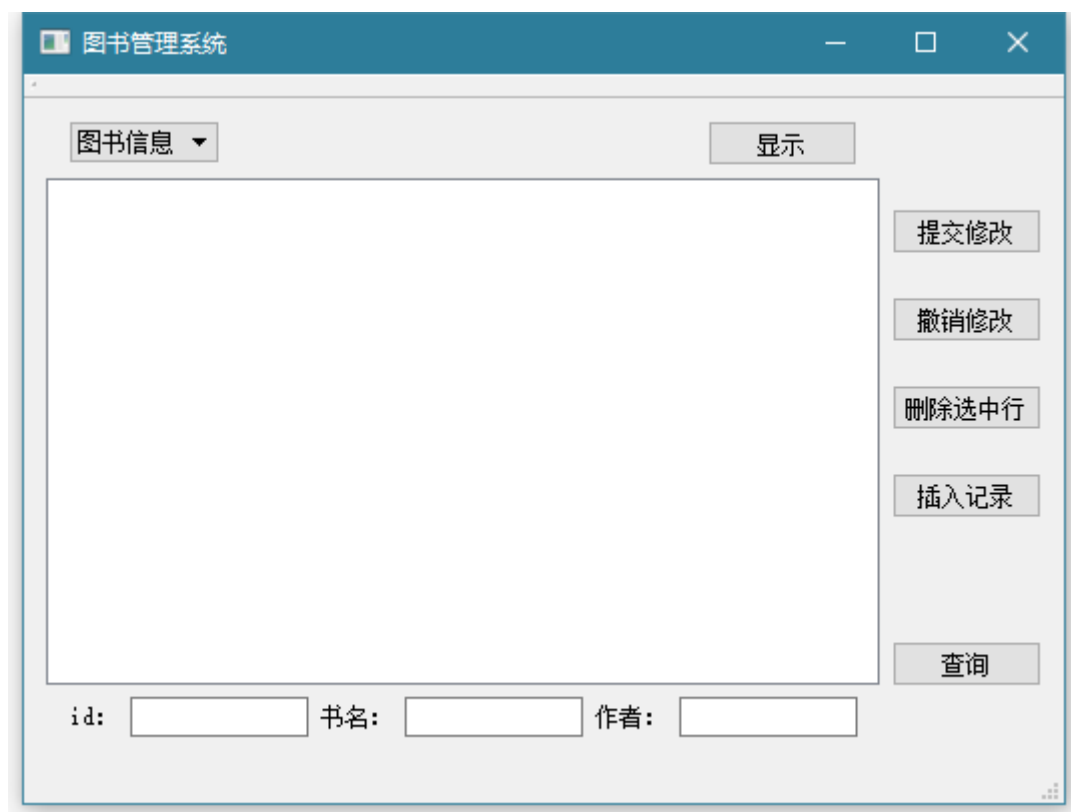 图书管理系统
图书信息
显示
提交修改
撤销修改
删除选中行
插入记录
查询
id: 书名: 作者: